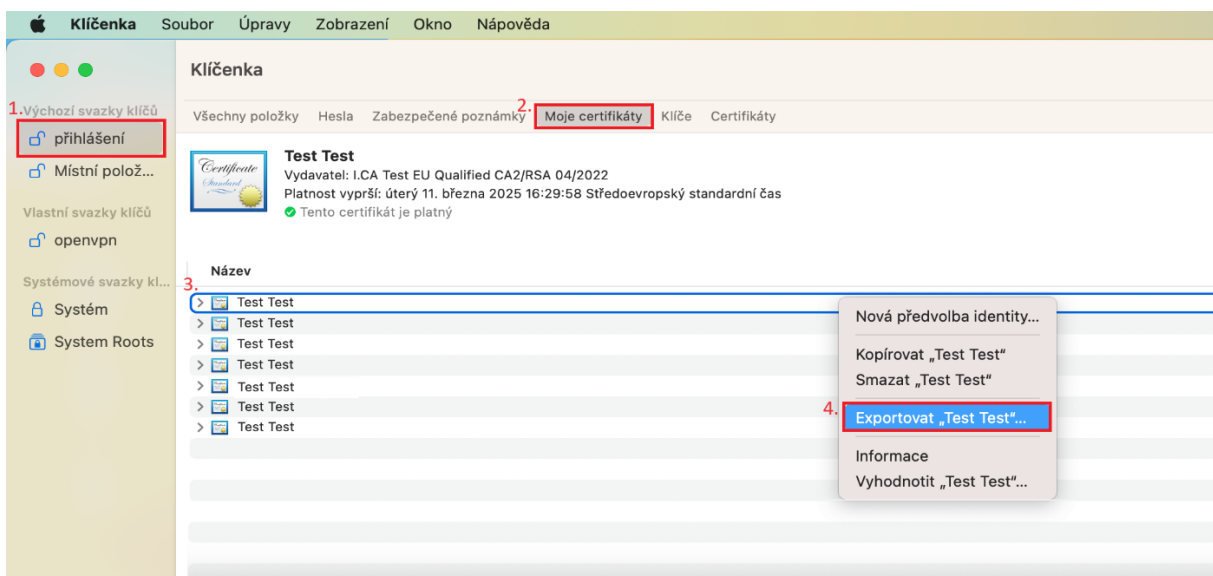 Klíčenka Soubor Úpravy Zobrazení Okno Nápověda
Klíčenka
1. Výchozí svazky klíčů
přihlášení
Místní polož...
Vlastní svazky klíčů
openvpn
Systémové svazky kl...
Systém
System Roots
Všechny položky Hesla Zabezpečené poznámky 2. Moje certifikáty Klíče Certifikáty
Certificate
Standard
Test Test
Vydavatel: I.CA Test EU Qualified CA2/RSA 04/2022
Platnost vyprší: úterý 11. března 2025 16:29:58 Středoevropský standardní čas
Tento certifikát je platný
Název
3.
Test Test
Test Test
Test Test
Test Test
Test Test
Test Test
Test Test
Nová předvolba identity...
Kopírovat „Test Test“
Smazat „Test Test“
4. Exportovat „Test Test“...
Informace
Vyhodnotit „Test Test“...